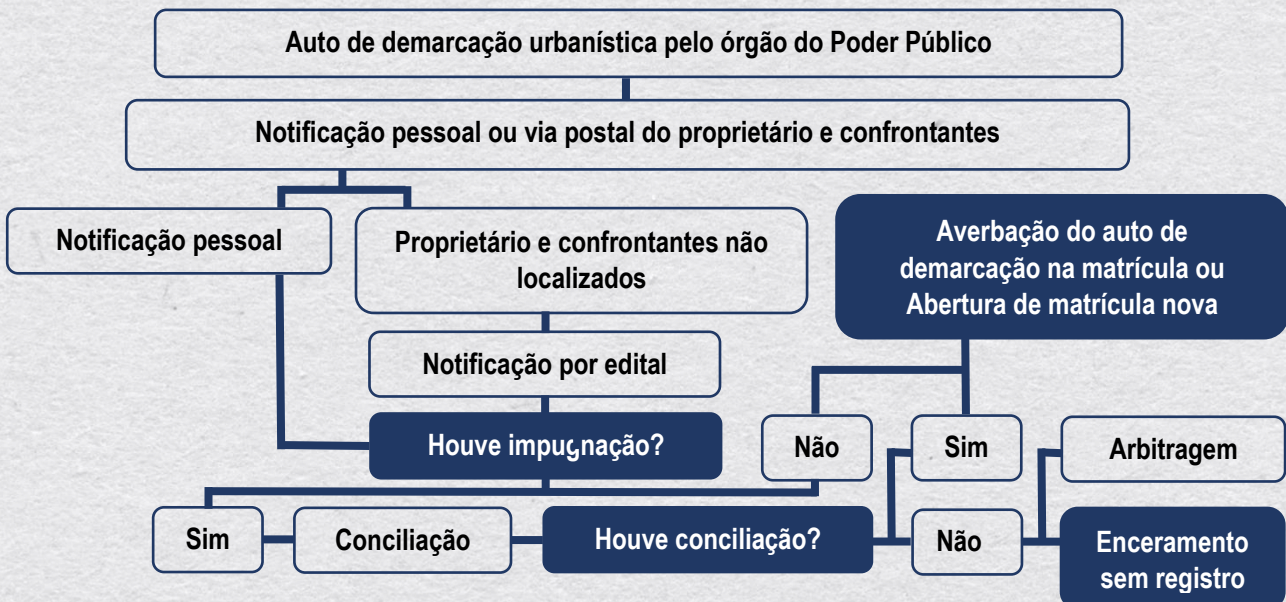 Auto de demarcação urbanística pelo órgão do Poder Público
Notificação pessoal ou via postal do proprietário e confrontantes
Notificação pessoal
Proprietário e confrontantes não
localizados
Averbação do auto de
demarcação na matrícula ou
Abertura de matrícula nova
Notificação por edital
Houve impugnação?
Não
Sim
Arbitragem
Sim
Conciliação
Houve conciliação?
Não
Enceramento
sem registro